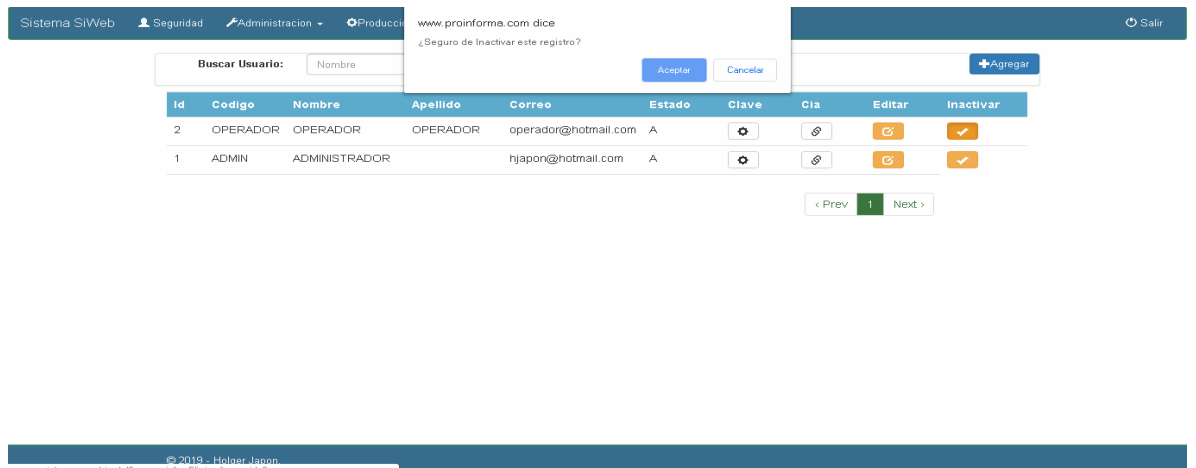 Sistema SiWeb Seguridad Administracion Producci Salir
www.proinforma.com dice
¿Seguro de Inactivar este registro?
Aceptar Cancelar
Buscar Usuario: Nombre Agregar
Id Codigo Nombre Apellido Correo Estado Clave Cia Editar Inactivar
2 OPERADOR OPERADOR OPERADOR operador@hotmail.com A
1 ADMIN ADMINISTRADOR hjapon@hotmail.com A
‹ Prev 1 Next ›
© 2019 - Holger Japon.